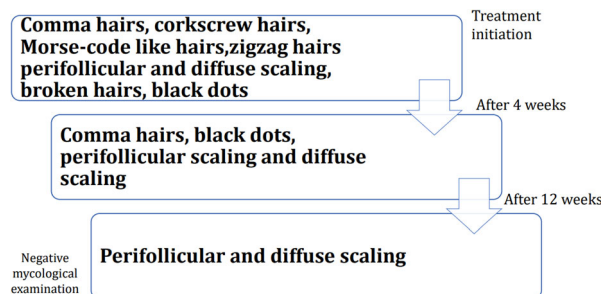 Comma hairs, corkscrew hairs,
Morse-code like hairs,zigzag hairs
perifollicular and diffuse scaling,
broken hairs, black dots
Treatment
initiation
After 4 weeks
Comma hairs, black dots,
perifollicular scaling and diffuse
scaling
After 12 weeks
Perifollicular and diffuse scaling
Negative
mycological
examination